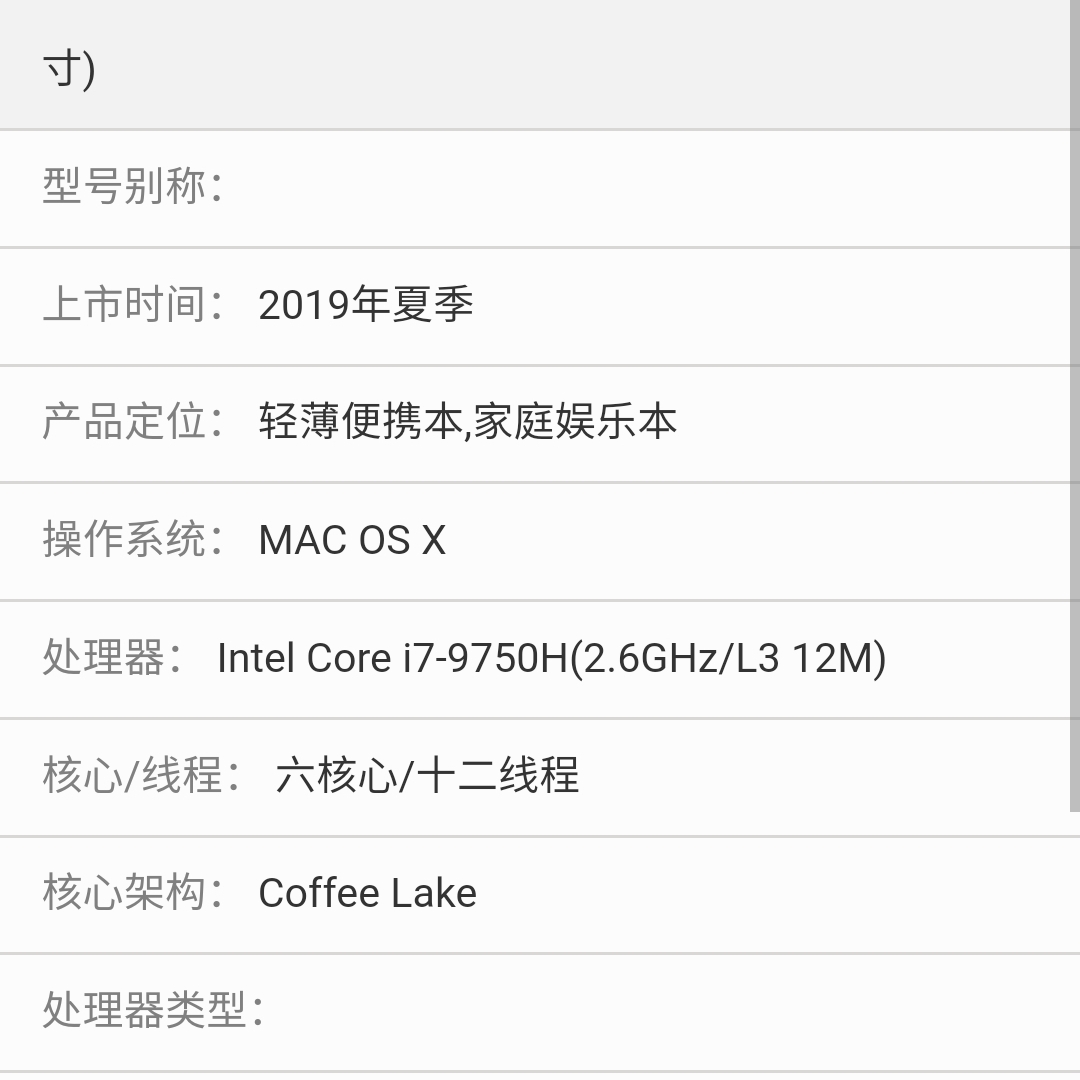 寸)
型号别称：
上市时间： 2019年夏季
产品定位： 轻薄便携本,家庭娱乐本
操作系统： MAC OS X
处理器： Intel Core i7-9750H(2.6GHz/L3 12M)
核心/线程： 六核心/十二线程
核心架构： Coffee Lake
处理器类型：